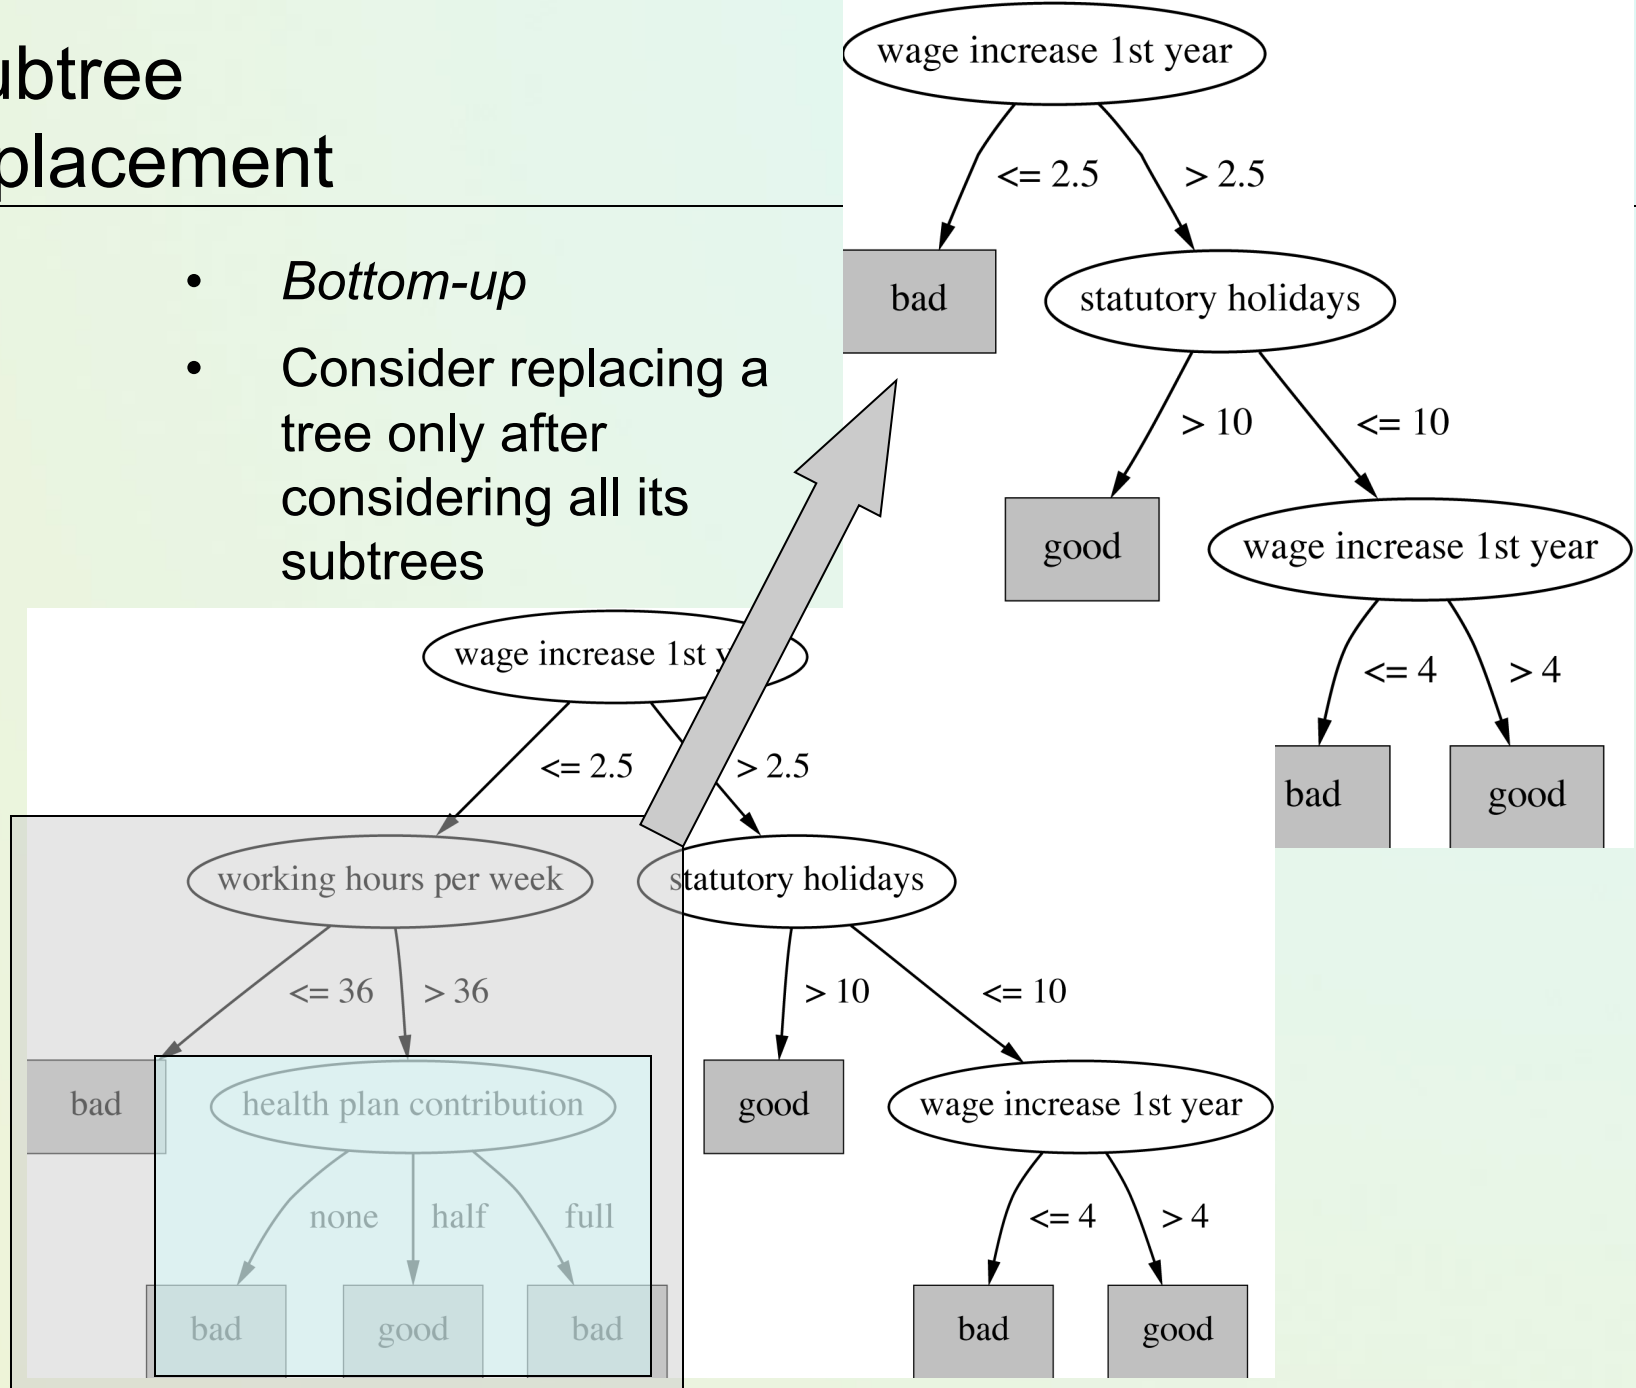 ubtree
placement
• Bottom-up
• Consider replacing a
tree only after
considering all its
subtrees
wage increase 1st year
<= 2.5 > 2.5
bad statutory holidays
> 10 <= 10
good wage increase 1st year
<= 4 > 4
bad good
wage increase 1st y
<= 2.5 > 2.5
working hours per week statutory holidays
<= 36 > 36 > 10 <= 10
bad health plan contribution good wage increase 1st year
none half full <= 4 > 4
bad good bad bad good